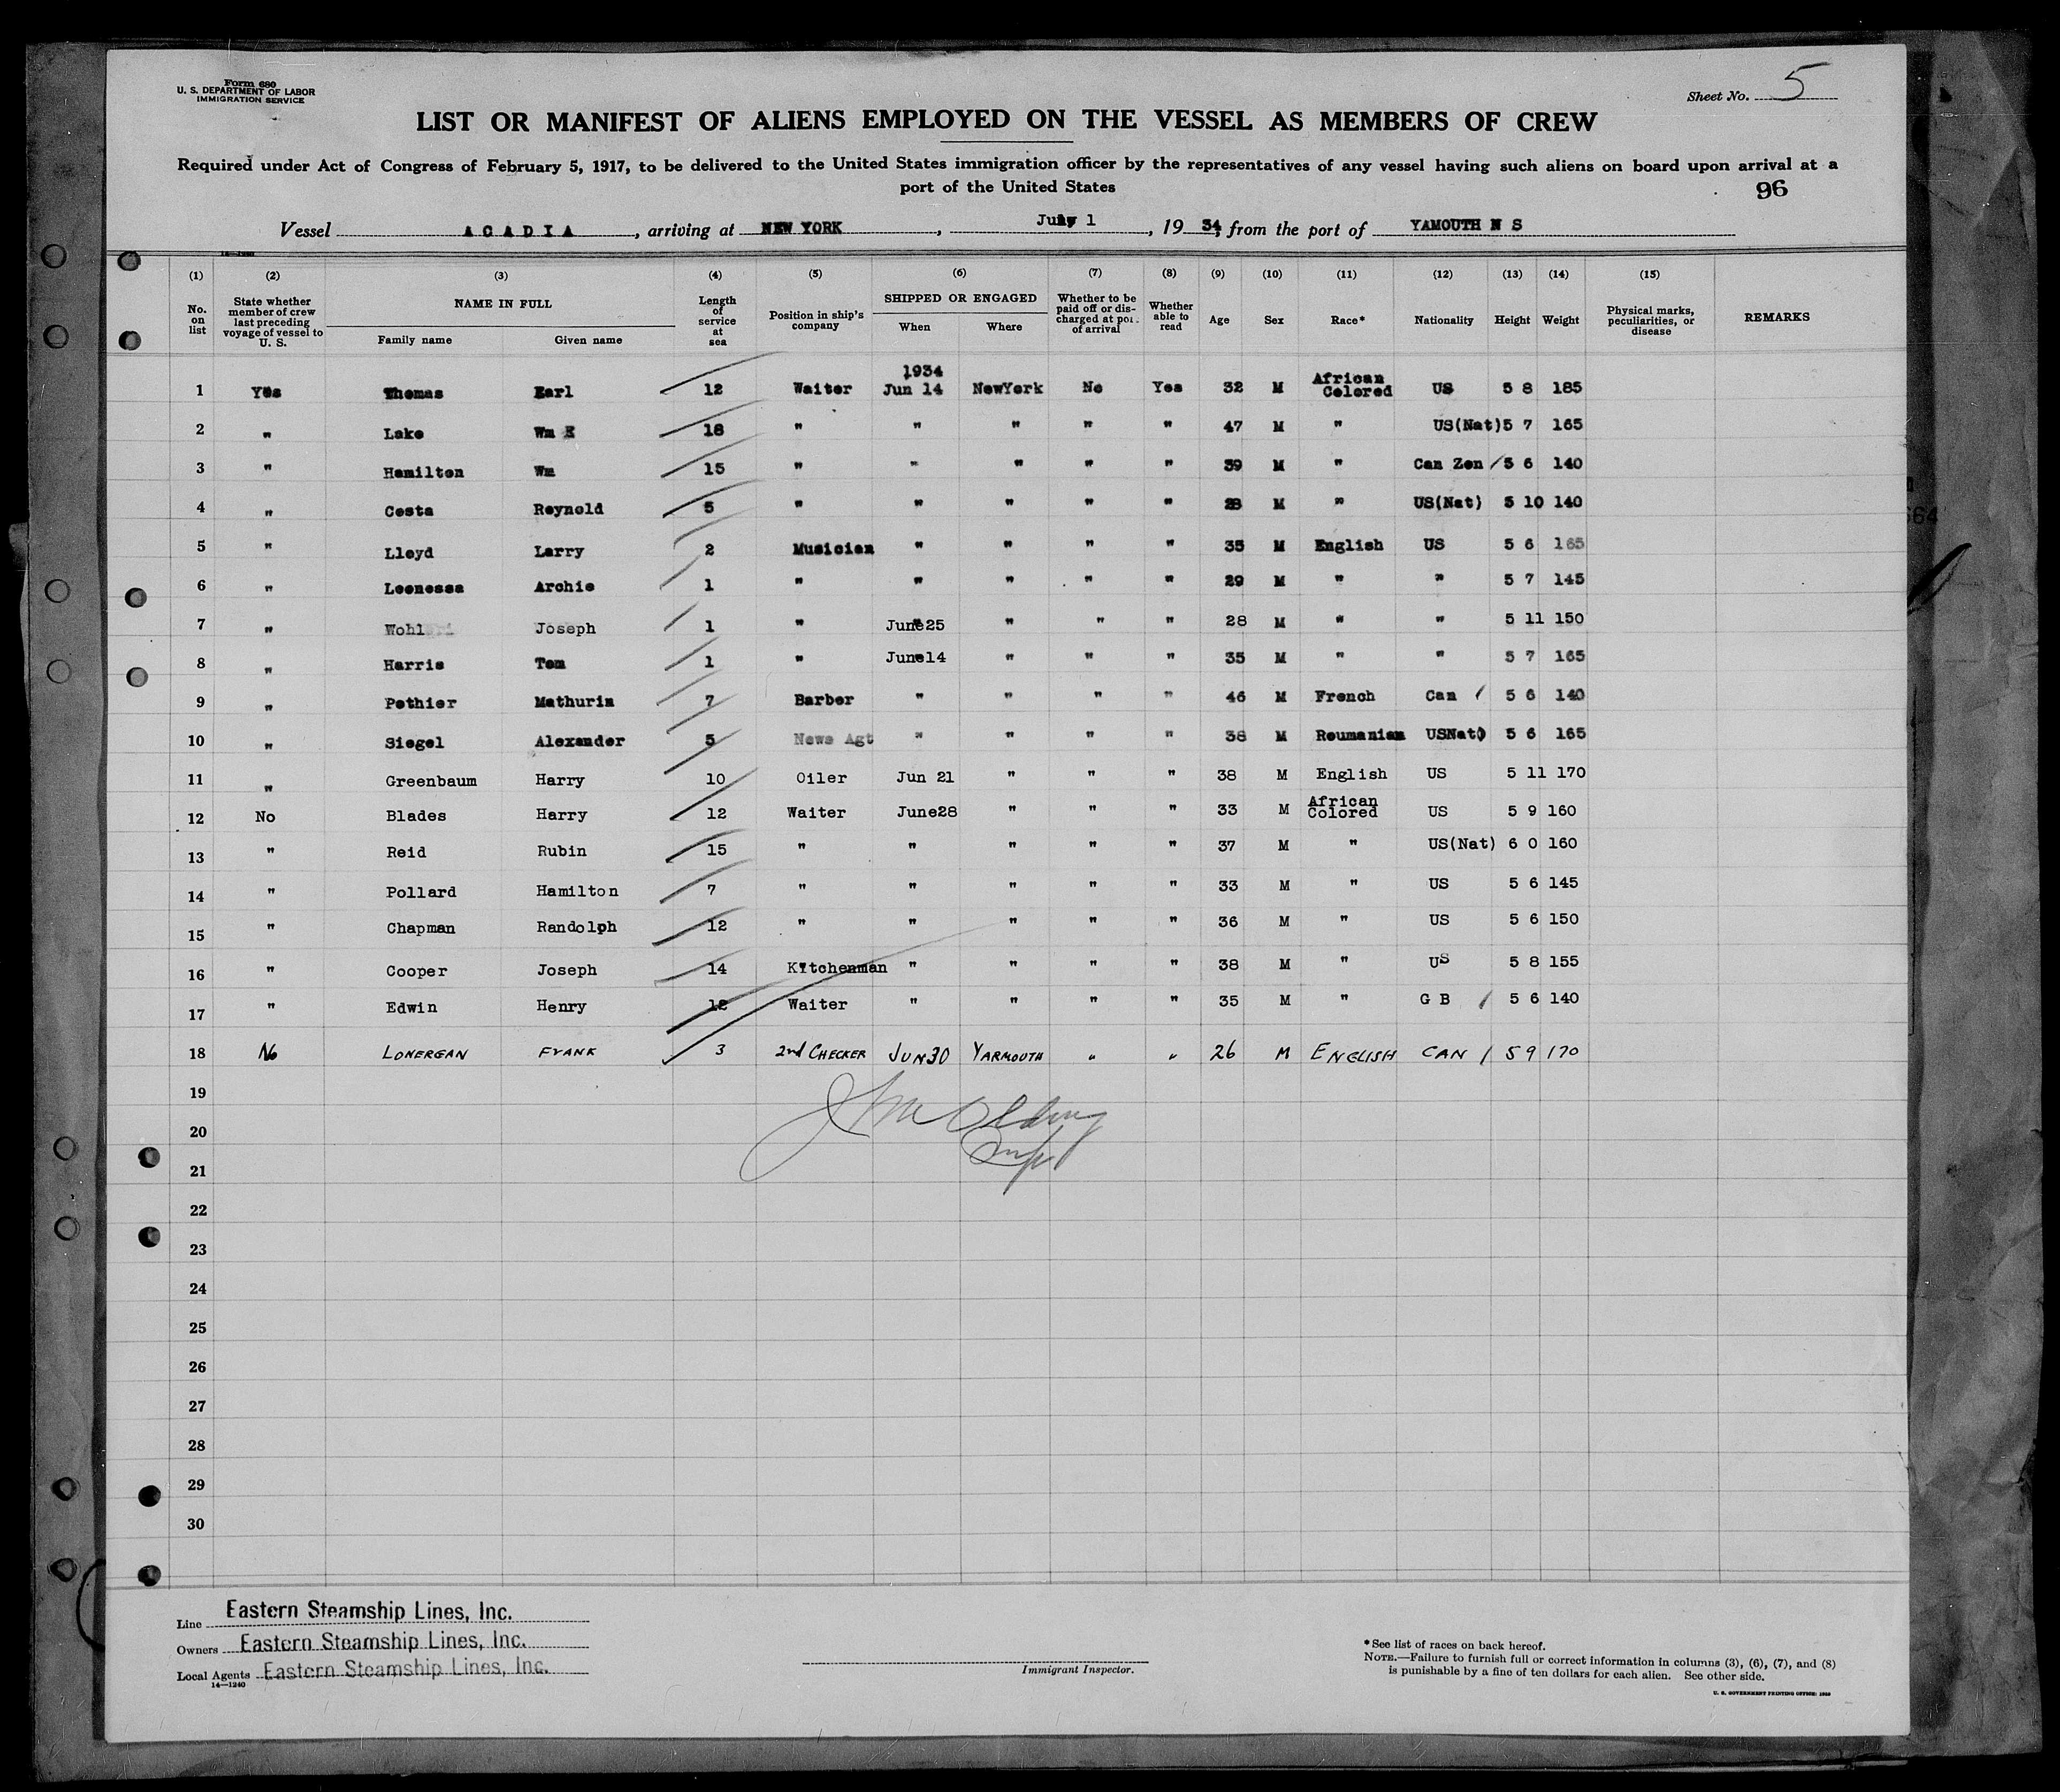 Form 680
U. S. DEPARTMENT OF LABOR
IMMIGRATION SERVICE
Sheet No. 5
LIST OR MANIFEST OF ALIENS EMPLOYED ON THE VESSEL AS MEMBERS OF CREW
Required under Act of Congress of February 5, 1917, to be delivered to the United States immigration officer by the representatives of any vessel having such aliens on board upon arrival at a
port of the United States
96
Vessel ACADIA, arriving at NEW YORK, July 1, 19 34, from the port of YAMOUTH N S
14—1240
(1) (2) (3) (4) (5) (6) (7) (8) (9) (10) (11) (12) (13) (14) (15)
No. on list State whether member of crew last preceding voyage of vessel to U. S. NAME IN FULL Family name Given name Length of service at sea Position in ship's company SHIPPED OR ENGAGED When Where Whether to be paid off or discharged at port of arrival Whether able to read Age Sex Race* Nationality Height Weight Physical marks, peculiarities, or disease REMARKS
1934
1 Yes Thomas Earl 12 Waiter Jun 14 NewYork No Yes 32 M African Colored US 5 8 185
2 " Lake Wm E 18 " " " " " 47 M " US(Nat) 5 7 165
3 " Hamilton Wm 15 " " " " " 39 M " Can Zen 5 6 140
4 " Costa Reynold 5 " " " " " 28 M " US(Nat) 5 10 140
5 " Lloyd Larry 2 Musician " " " " 35 M English US 5 6 165
6 " Leonessa Archie 1 " " " " " 29 M " " 5 7 145
7 " Wohl Joseph 1 " June25 " " " 28 M " " 5 11 150
8 " Harris Tom 1 " June14 " " " 35 M " " 5 7 165
9 " Pothier Mathurin 7 Barber " " " " 46 M French Can 5 6 140
10 " Siegel Alexander 5 News Agt " " " " 38 M Roumanian USNat) 5 6 165
11 " Greenbaum Harry 10 Oiler Jun 21 " " " 38 M English US 5 11 170
12 No Blades Harry 12 Waiter June28 " " " 33 M African Colored US 5 9 160
13 " Reid Rubin 15 " " " " " 37 M " US(Nat) 6 0 160
14 " Pollard Hamilton 7 " " " " " 33 M " US 5 6 145
15 " Chapman Randolph 12 " " " " " 36 M " US 5 6 150
16 " Cooper Joseph 14 Kitchenman " " " " 38 M " US 5 8 155
17 " Edwin Henry 12 Waiter " " " " 35 M " G B 5 6 140
18 No LONERGAN FRANK 3 2nd CHECKER JUN30 YARMOUTH " " 26 M ENGLISH CAN 5 9 170
19
20
21
22
23
24
25
26
27
28
29
30
Line Eastern Steamship Lines, Inc.
Owners Eastern Steamship Lines, Inc.
Local Agents Eastern Steamship Lines, Inc.
14—1240
Immigrant Inspector.
*See list of races on back hereof.
NOTE.—Failure to furnish full or correct information in columns (3), (6), (7), and (8)
is punishable by a fine of ten dollars for each alien. See other side.